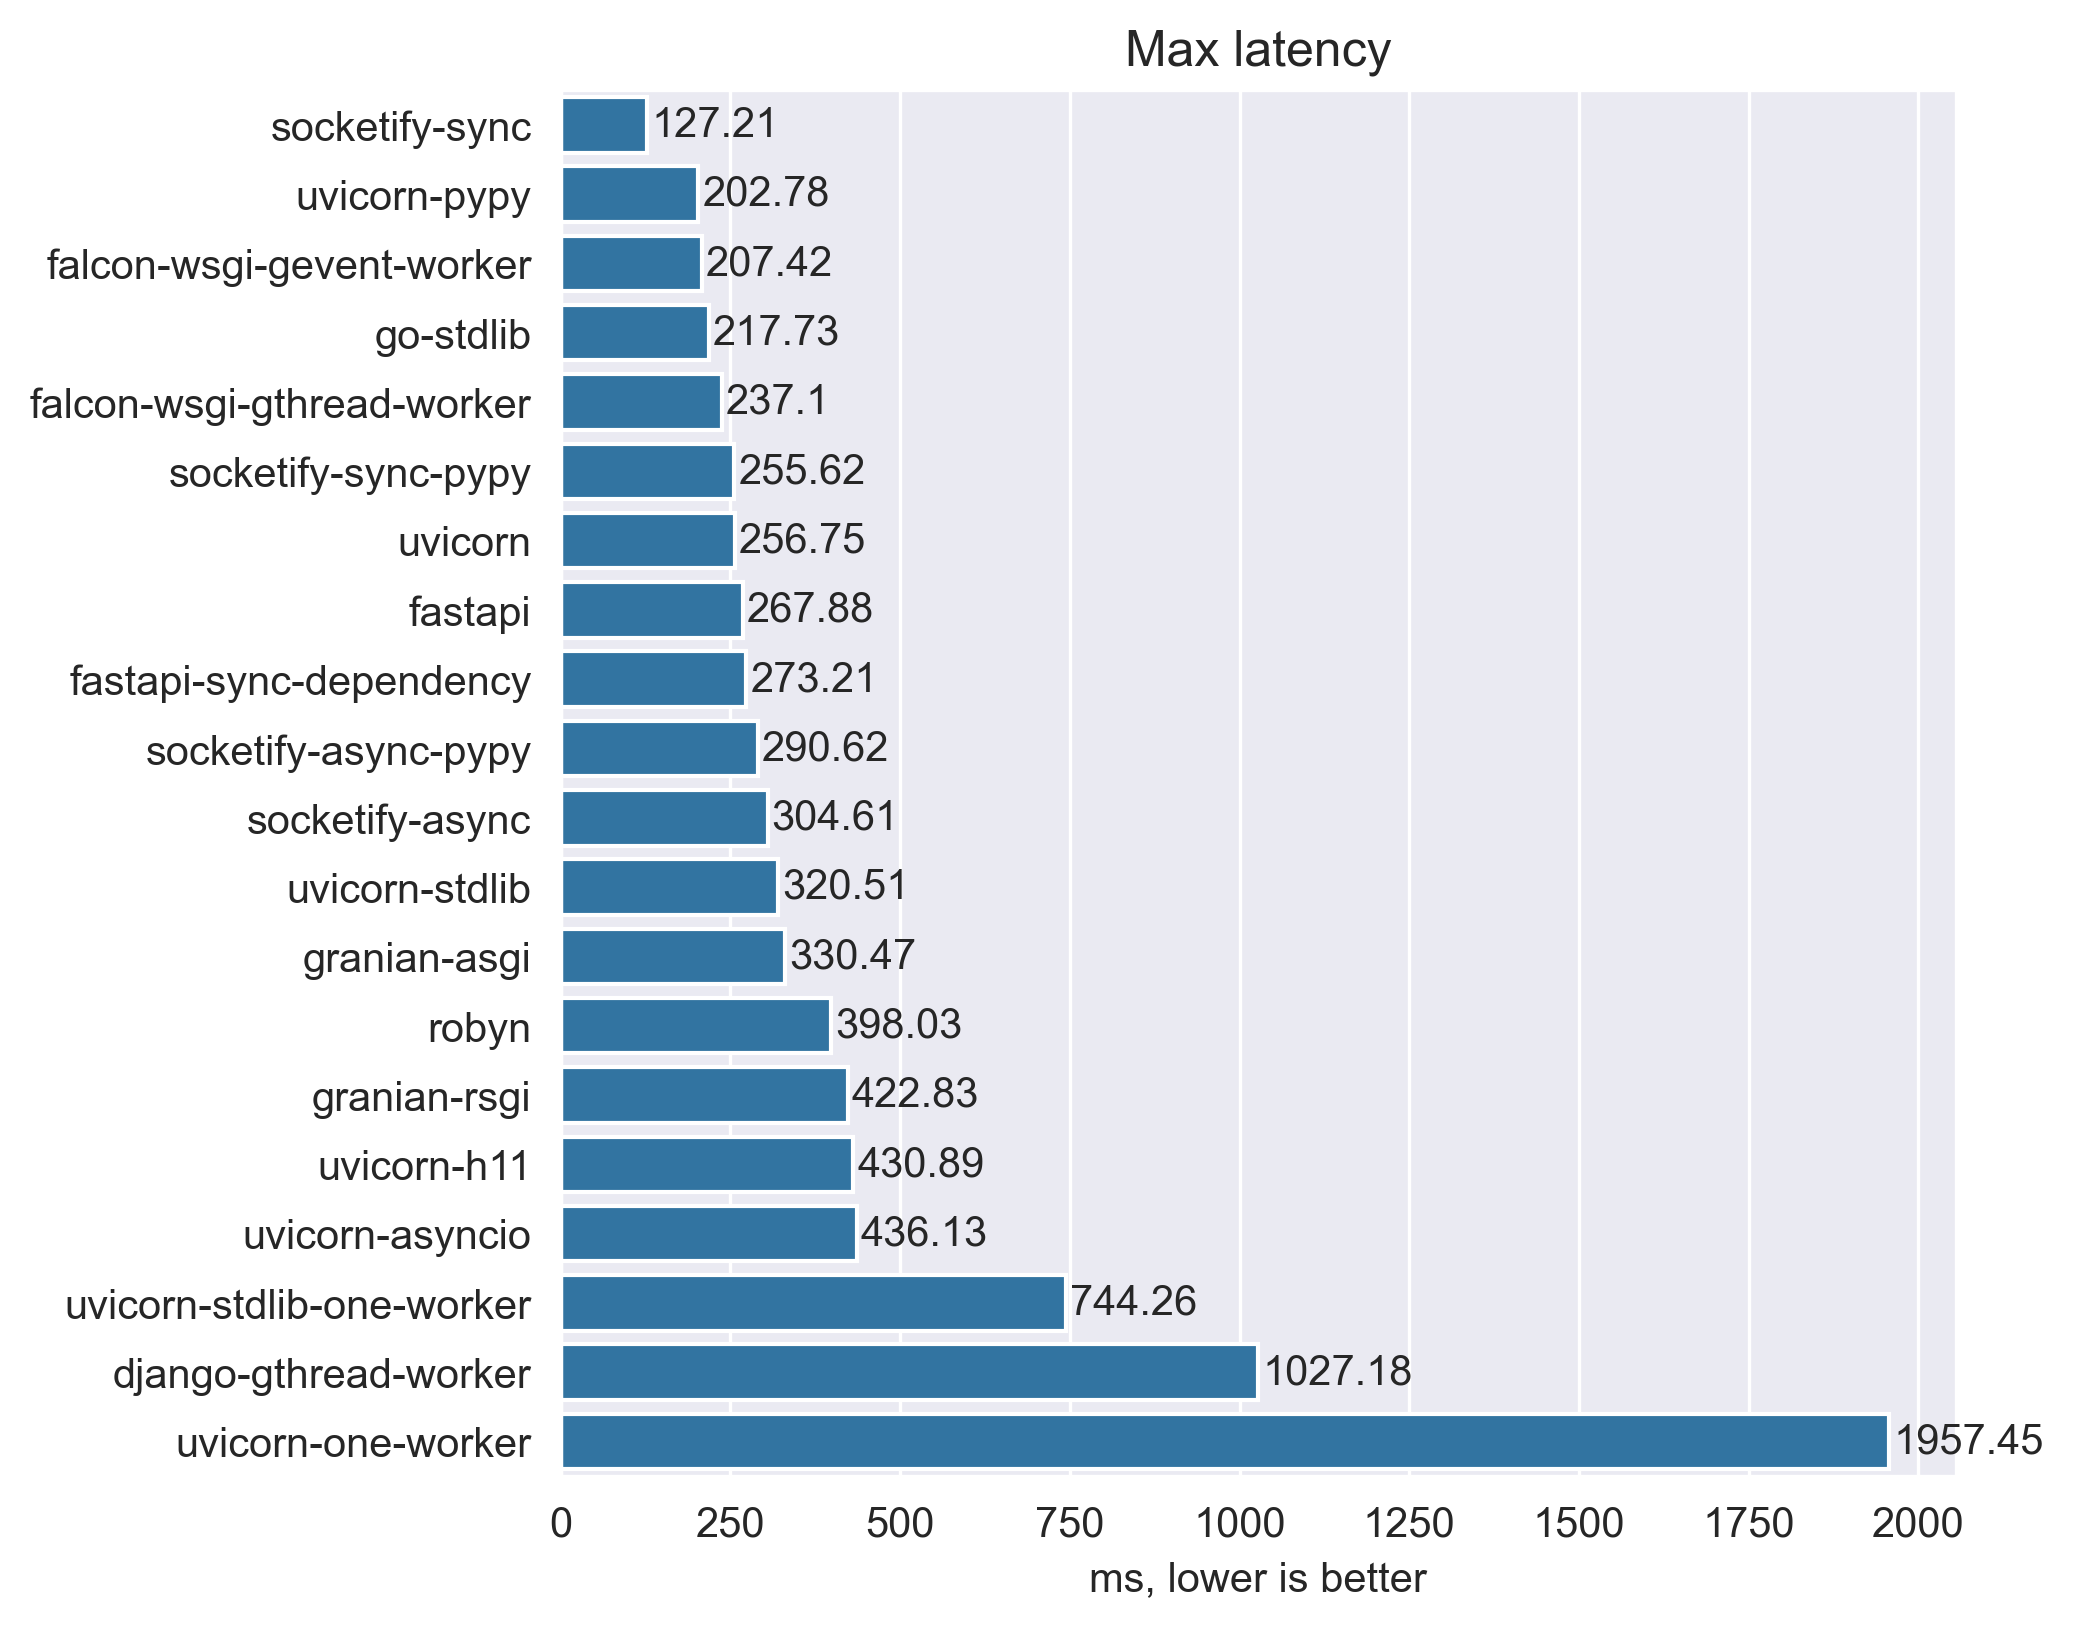 Max latency
socketify-sync 127.21
uvicorn-pypy 202.78
falcon-wsgi-gevent-worker 207.42
go-stdlib 217.73
falcon-wsgi-gthread-worker 237.1
socketify-sync-pypy 255.62
uvicorn 256.75
fastapi 267.88
fastapi-sync-dependency 273.21
socketify-async-pypy 290.62
socketify-async 304.61
uvicorn-stdlib 320.51
granian-asgi 330.47
robyn 398.03
granian-rsgi 422.83
uvicorn-h11 430.89
uvicorn-asyncio 436.13
uvicorn-stdlib-one-worker 744.26
django-gthread-worker 1027.18
uvicorn-one-worker 1957.45
0 250 500 750 1000 1250 1500 1750 2000
ms, lower is better